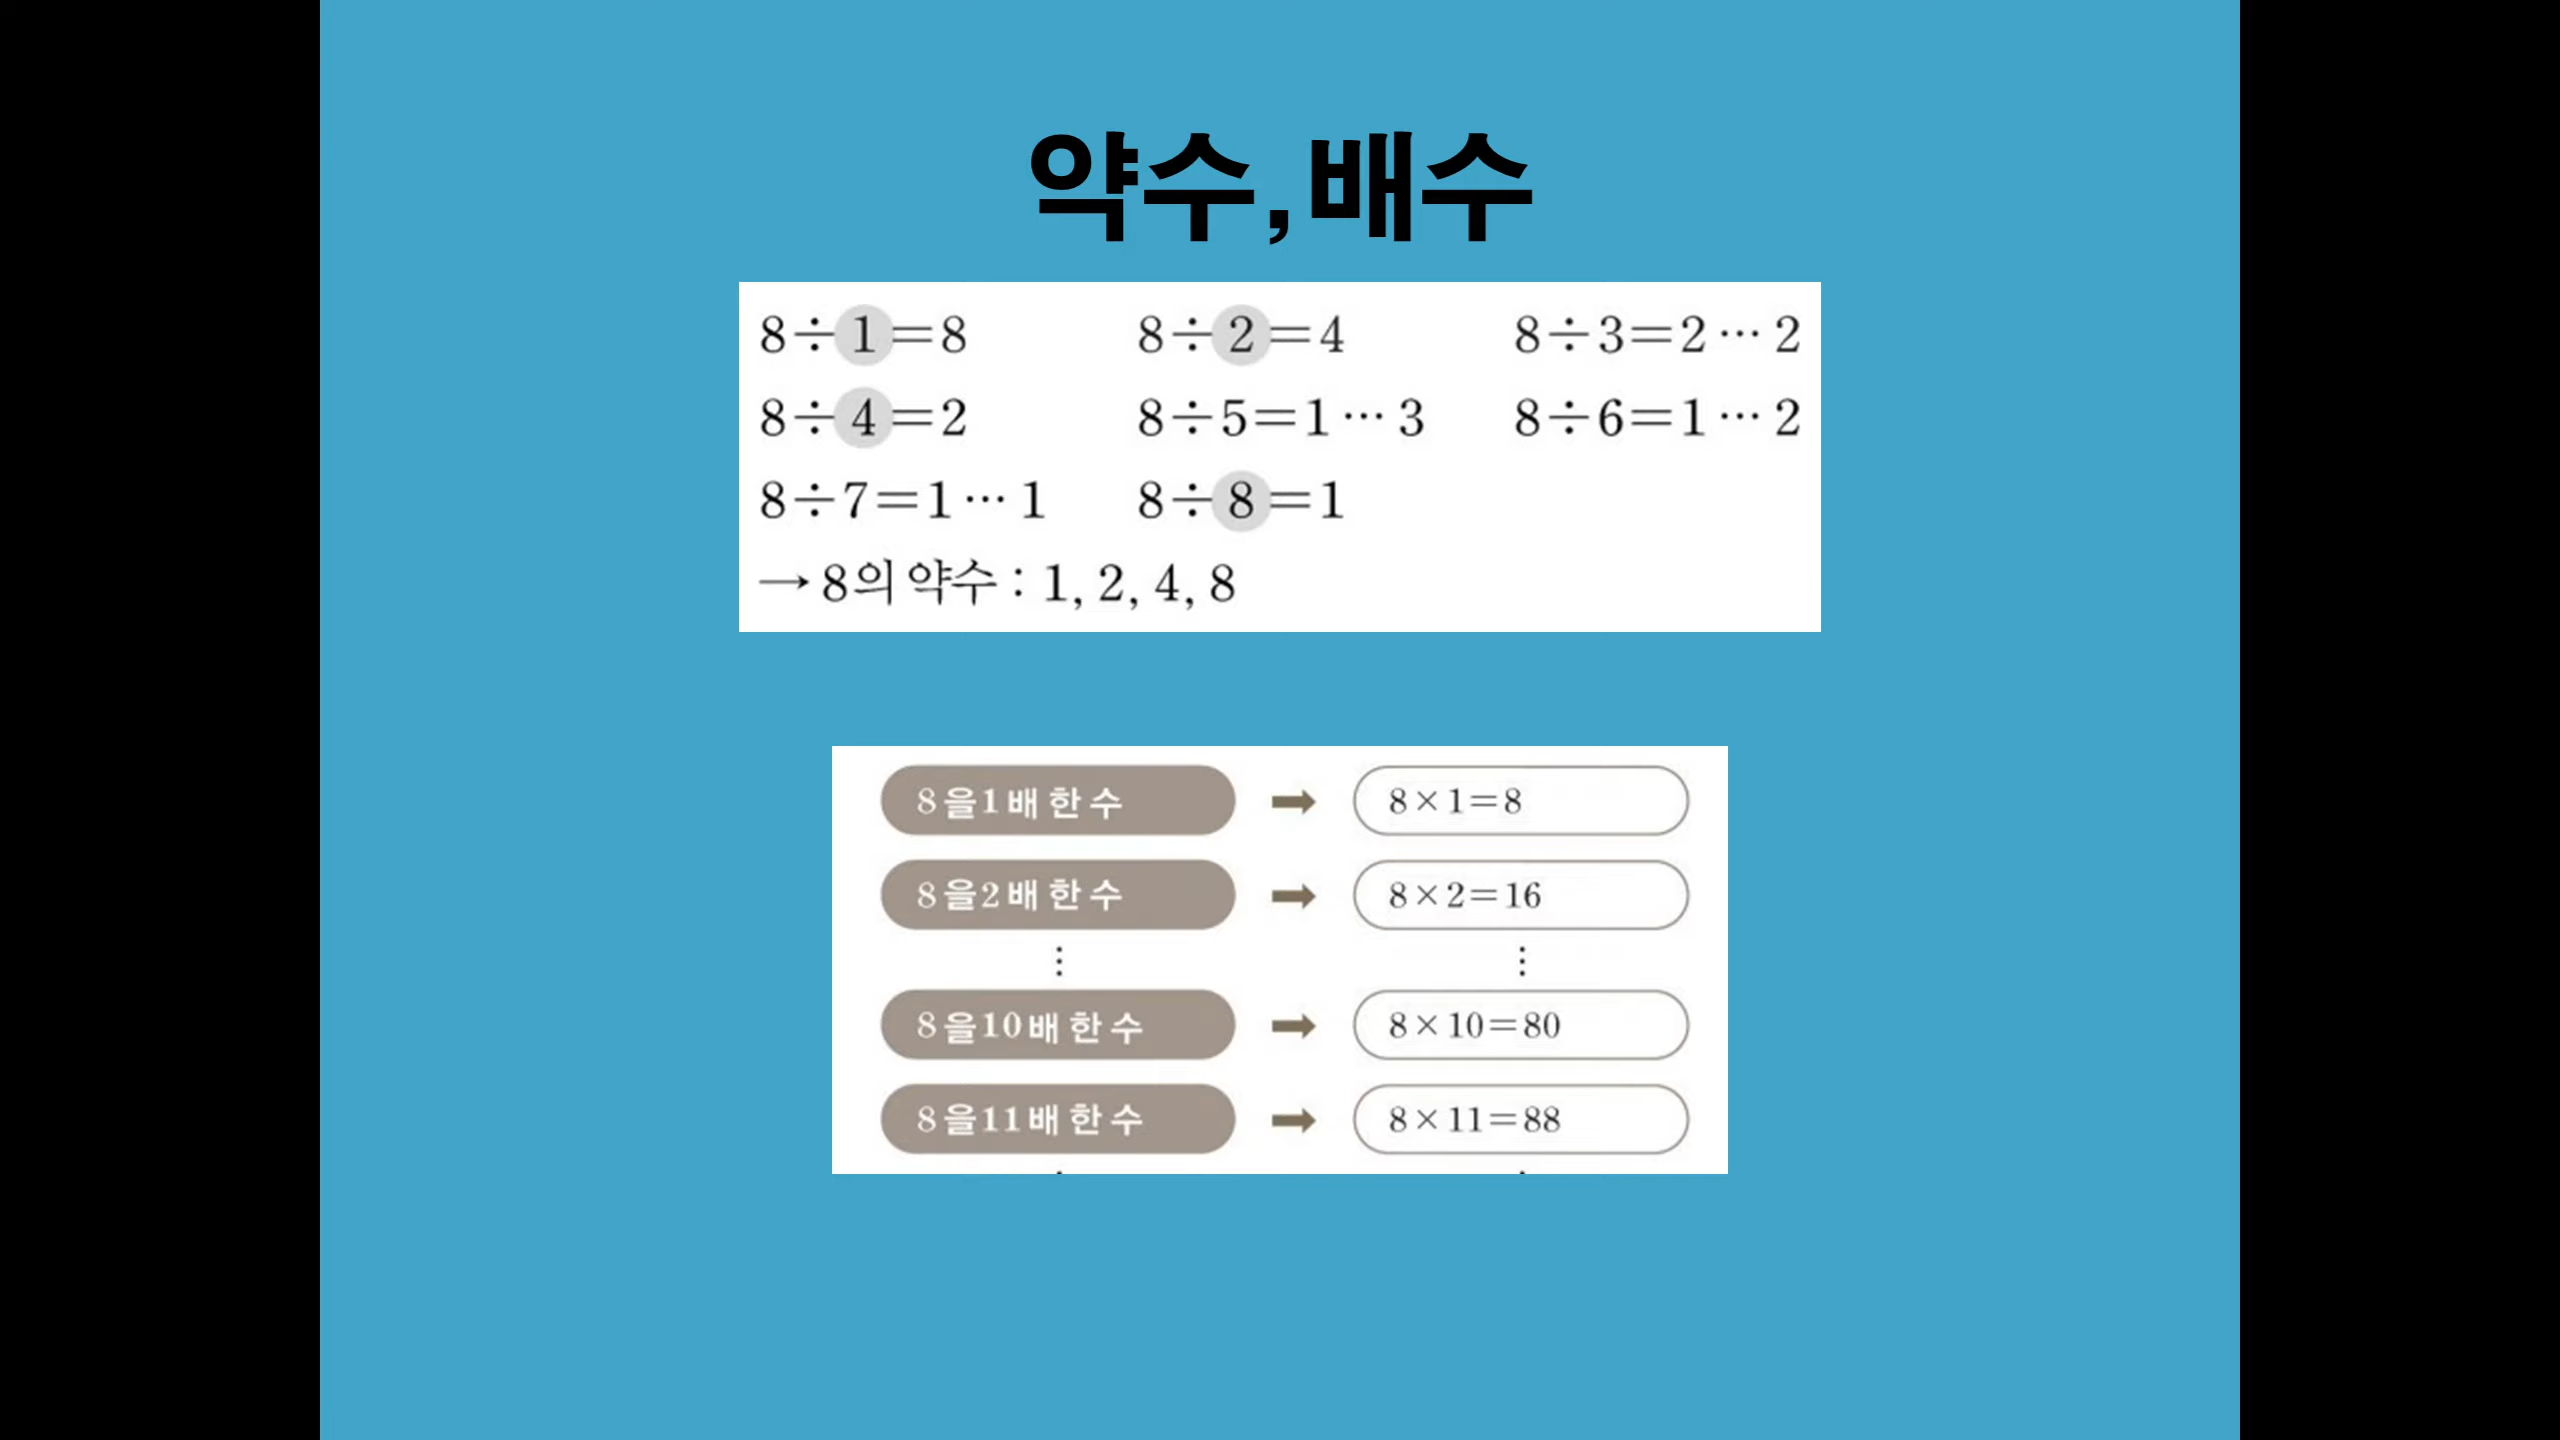 약수,배수
8÷1=8 8÷2=4 8÷3=2⋯2
8÷4=2 8÷5=1⋯3 8÷6=1⋯2
8÷7=1⋯1 8÷8=1
→8의 약수 : 1, 2, 4, 8
8을1배 한 수 ➡ 8×1=8
8을2배 한 수 ➡ 8×2=16
⋮ ⋮
8을10배 한 수 ➡ 8×10=80
8을11배 한 수 ➡ 8×11=88